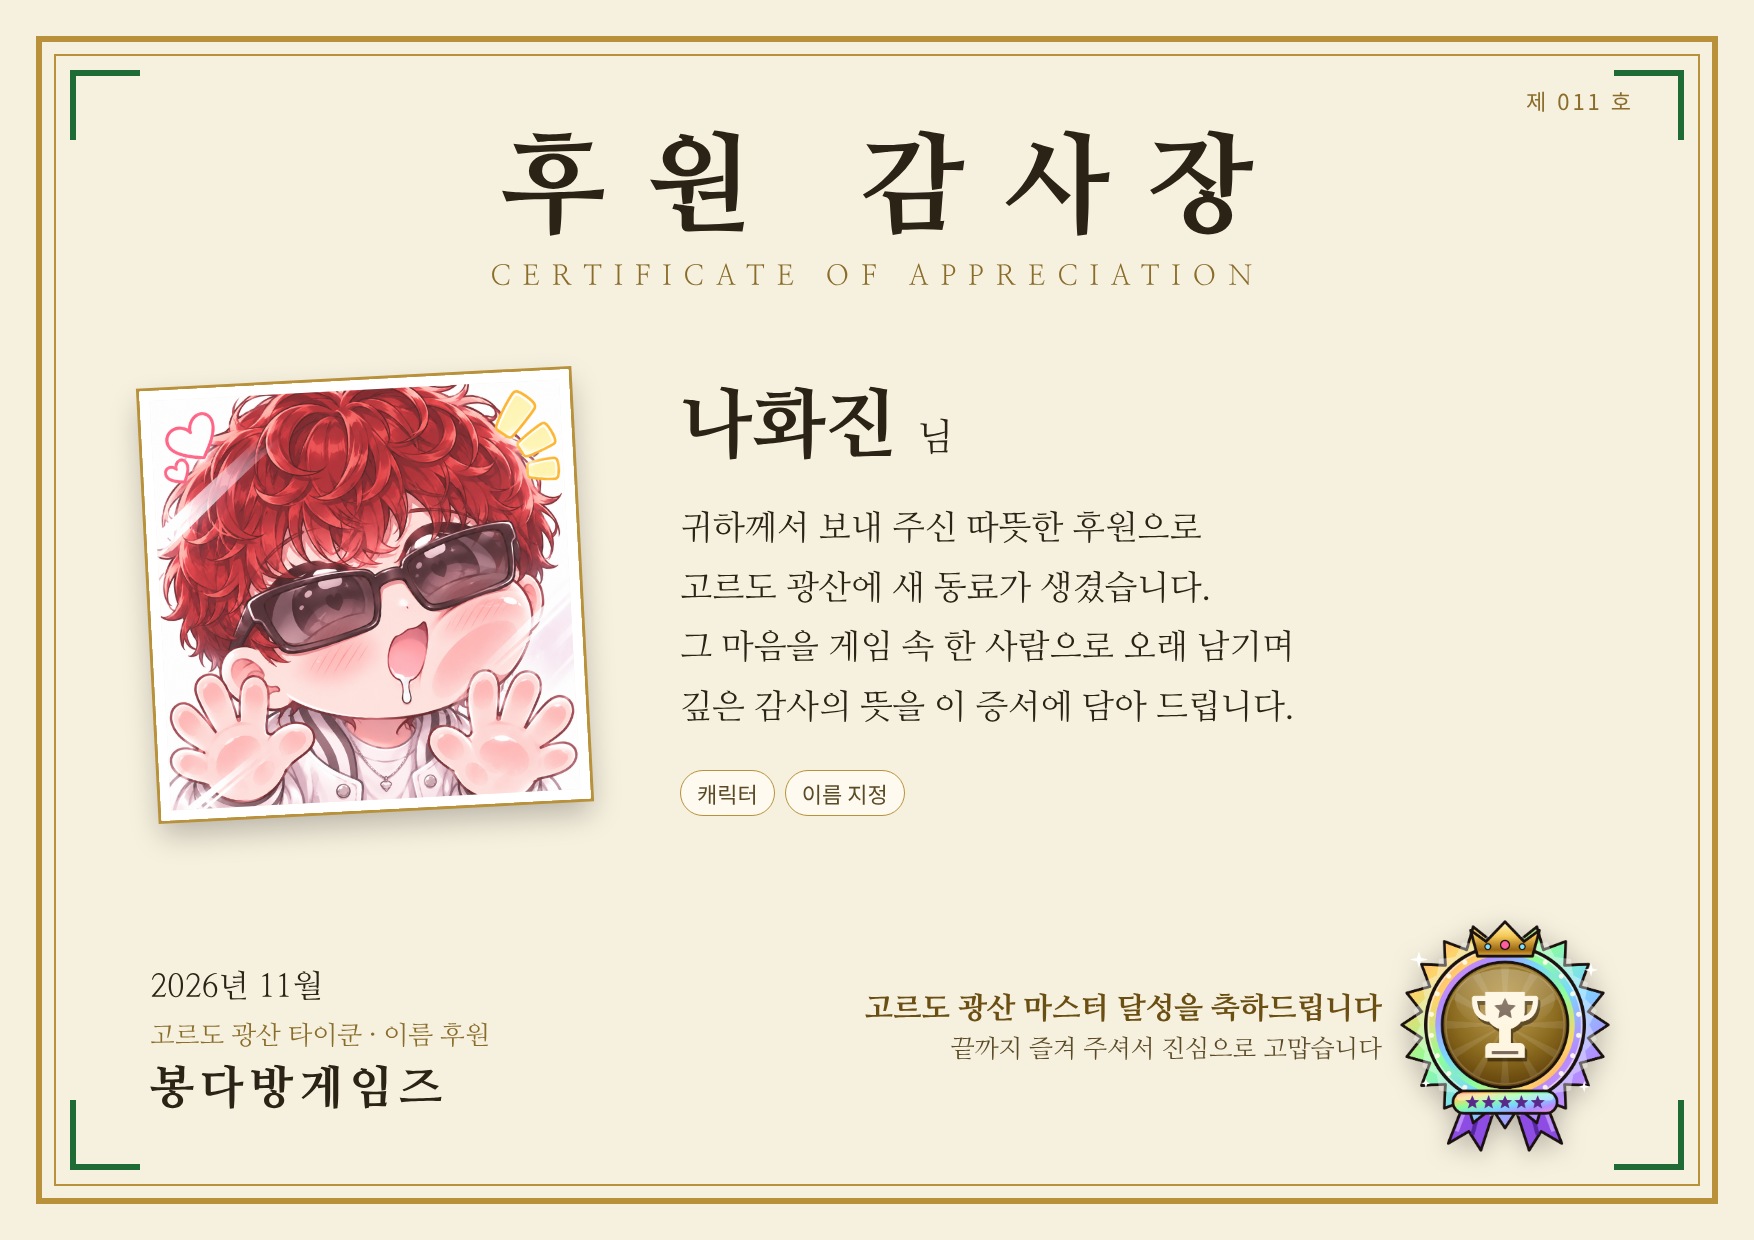 제 011 호
후원 감사장
CERTIFICATE OF APPRECIATION
나화진 님
귀하께서 보내 주신 따뜻한 후원으로
고르도 광산에 새 동료가 생겼습니다.
그 마음을 게임 속 한 사람으로 오래 남기며
깊은 감사의 뜻을 이 증서에 담아 드립니다.
캐릭터 이름 지정
2026년 11월
고르도 광산 타이쿤 · 이름 후원
봉다방게임즈
고르도 광산 마스터 달성을 축하드립니다
끝까지 즐겨 주셔서 진심으로 고맙습니다